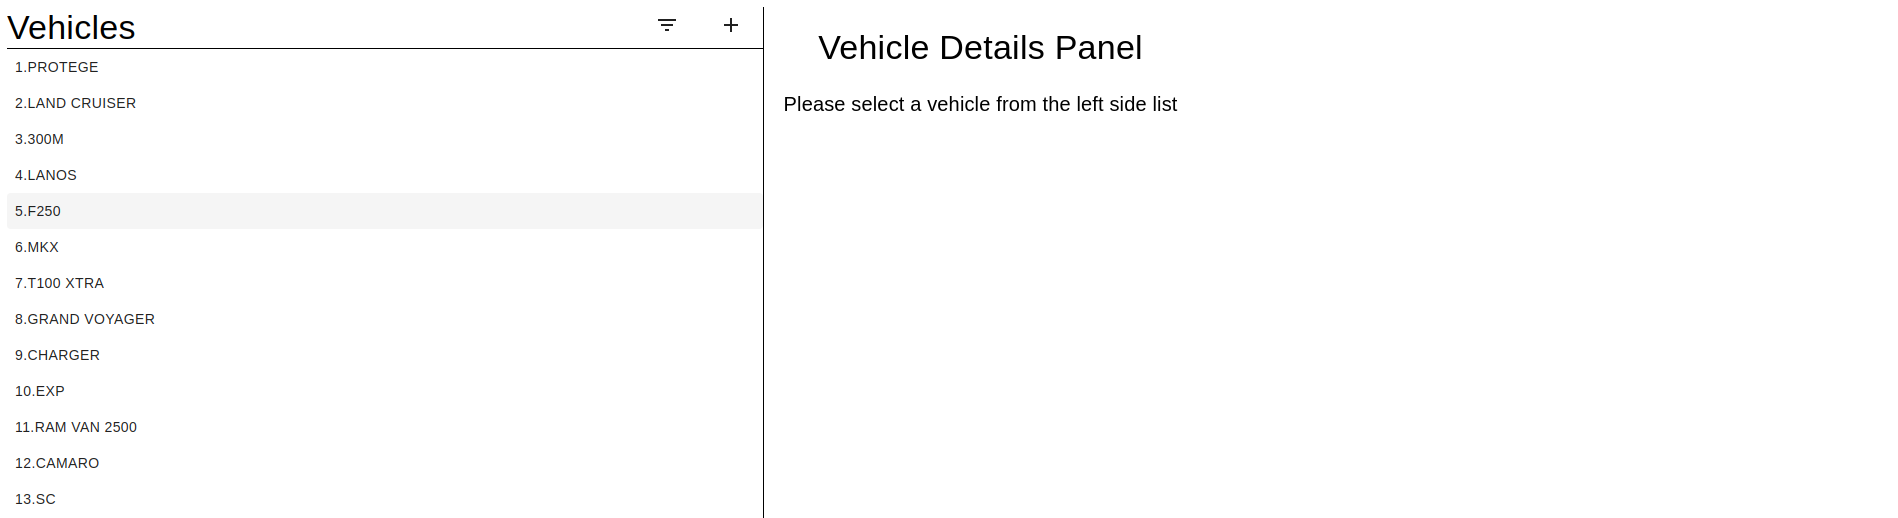 Vehicles
1.PROTEGE
2.LAND CRUISER
3.300M
4.LANOS
5.F250
6.MKX
7.T100 XTRA
8.GRAND VOYAGER
9.CHARGER
10.EXP
11.RAM VAN 2500
12.CAMARO
13.SC
Vehicle Details Panel
Please select a vehicle from the left side list